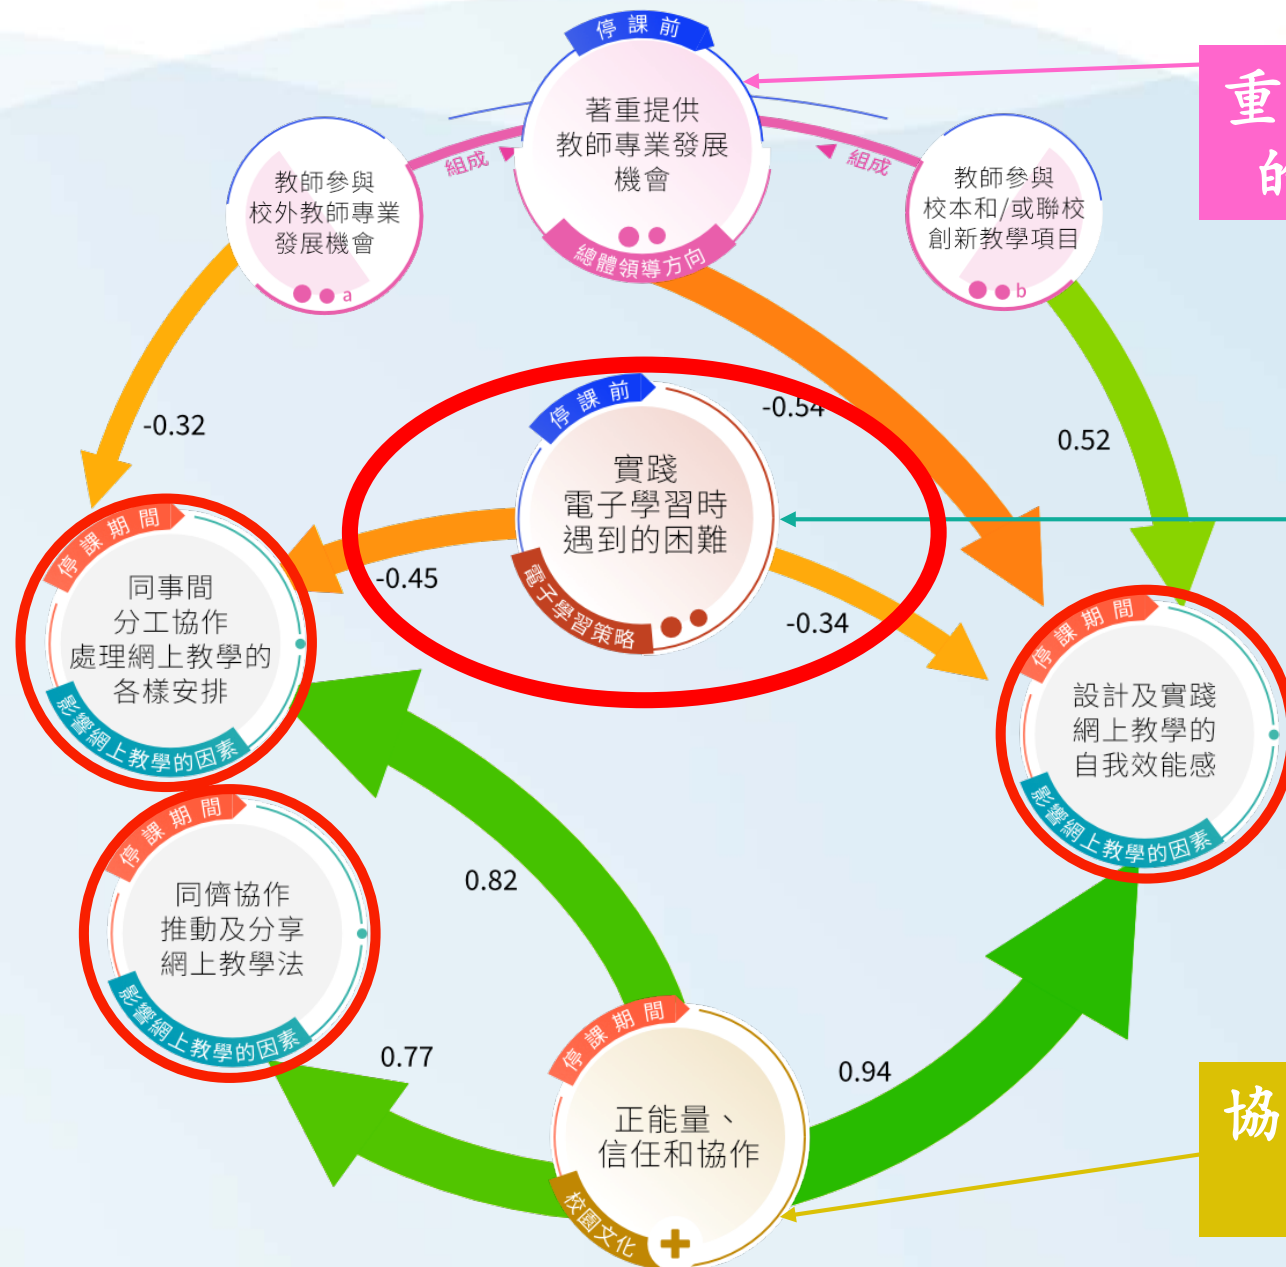 停課前
著重提供
教師專業發展
機會
總體領導方向
組成
組成
教師參與
校外教師專業
發展機會
a
教師參與
校本和/或聯校
創新教學項目
b
重
的
-0.32
-0.54
0.52
停課前
實踐
電子學習時
遇到的困難
電子學習策略
-0.45
-0.34
停課期間
同事間
分工協作
處理網上教學的
各樣安排
影響網上教學的因素
停課期間
設計及實踐
網上教學的
自我效能感
影響網上教學的因素
停課期間
同儕協作
推動及分享
網上教學法
影響網上教學的因素
0.82
0.77
0.94
停課期間
正能量、
信任和協作
校園文化
協